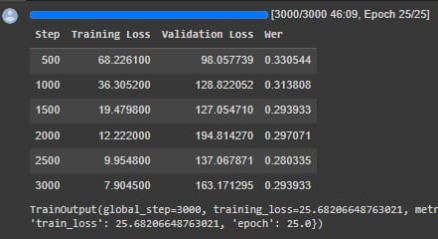 [3000/3000 46:09, Epoch 25/25]
Step Training Loss Validation Loss Wer
500 68.226100 98.057739 0.330544
1000 36.305200 128.822052 0.313808
1500 19.479800 127.054710 0.293933
2000 12.222000 194.814270 0.297071
2500 9.954800 137.067871 0.280335
3000 7.904500 163.171295 0.293933
TrainOutput(global_step=3000, training_loss=25.68206648763021, metr
'train_loss': 25.68206648763021, 'epoch': 25.0})